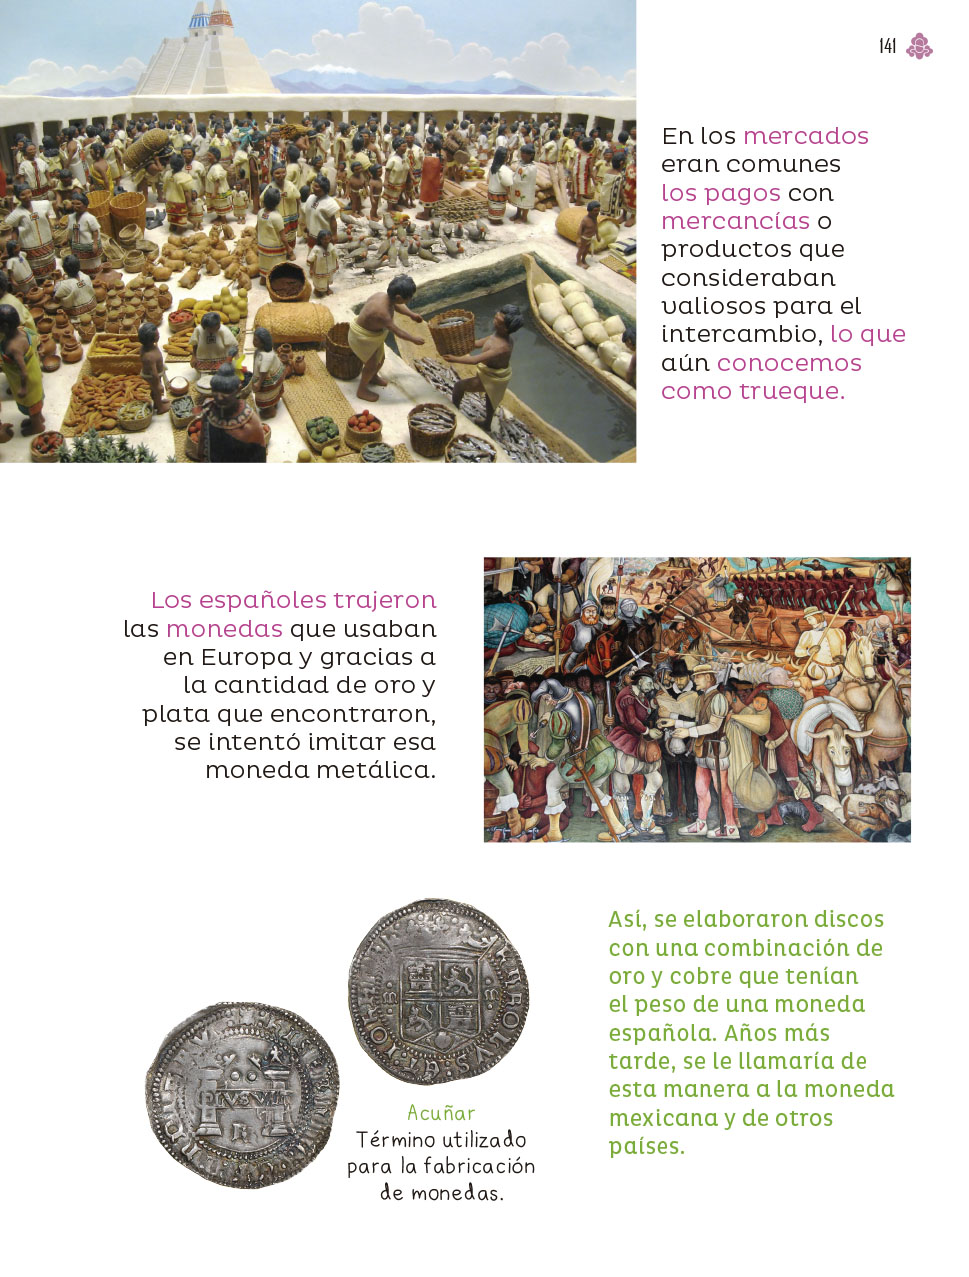 141
En los mercados
eran comunes
los pagos con
mercancías o
productos que
consideraban
valiosos para el
intercambio, lo que
aún conocemos
como trueque.
Los españoles trajeron
las monedas que usaban
en Europa y gracias a
la cantidad de oro y
plata que encontraron,
se intentó imitar esa
moneda metálica.
Así, se elaboraron discos
con una combinación de
oro y cobre que tenían
el peso de una moneda
española. Años más
tarde, se le llamaría de
esta manera a la moneda
mexicana y de otros
países.
Acuñar
Término utilizado
para la fabricación
de monedas.